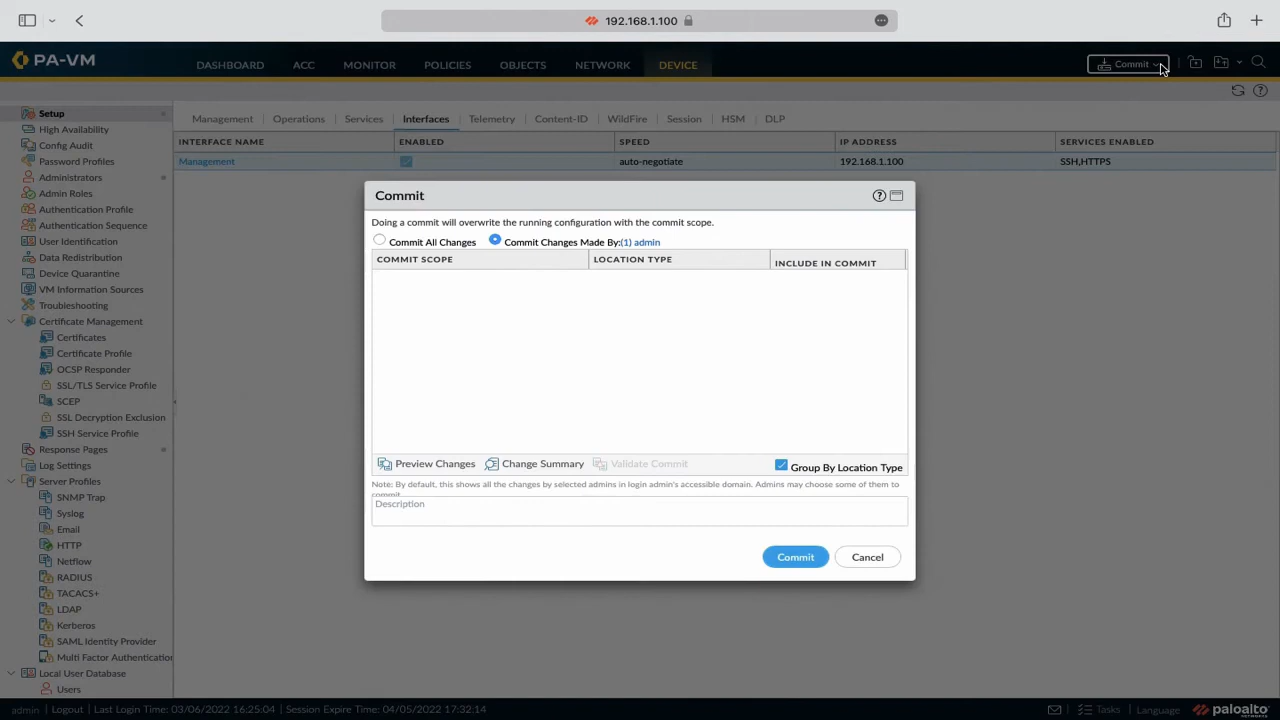 192.168.1.100
PA-VM
DASHBOARD ACC MONITOR POLICIES OBJECTS NETWORK DEVICE
Commit
Setup
High Availability
Config Audit
Password Profiles
Administrators
Admin Roles
Authentication Profile
Authentication Sequence
User Identification
Data Redistribution
Device Quarantine
VM Information Sources
Troubleshooting
Certificate Management
Certificates
Certificate Profile
OCSP Responder
SSL/TLS Service Profile
SCEP
SSL Decryption Exclusion
SSH Service Profile
Response Pages
Log Settings
Server Profiles
SNMP Trap
Syslog
Email
HTTP
Netflow
RADIUS
TACACS+
LDAP
Kerberos
SAML Identity Provider
Multi Factor Authentication
Local User Database
Users
Management Operations Services Interfaces Telemetry Content-ID WildFire Session HSM DLP
INTERFACE NAME ENABLED SPEED IP ADDRESS SERVICES ENABLED
Management auto-negotiate 192.168.1.100 SSH,HTTPS
Commit
Doing a commit will overwrite the running configuration with the commit scope.
Commit All Changes Commit Changes Made By:(1) admin
COMMIT SCOPE LOCATION TYPE INCLUDE IN COMMIT
Preview Changes Change Summary Validate Commit Group By Location Type
Note: By default, this shows all the changes by selected admins in login admin's accessible domain. Admins may choose some of them to
commit.
Description
Commit Cancel
admin | Logout | Last Login Time: 03/06/2022 16:25:04 | Session Expire Time: 04/05/2022 17:32:14
Tasks | Language paloalto
NETWORKS